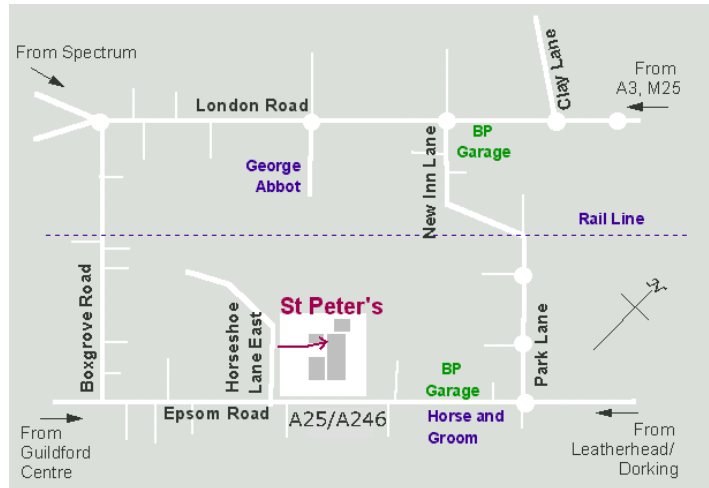 From Spectrum
Clay Lane
From
A3, M25
London Road
BP
Garage
George
Abbot
New Inn Lane
Rail Line
Boxgrove Road
St Peter's
Horseshoe
Lane East
N
Park Lane
BP
Garage
Epsom Road
A25/A246
Horse and
Groom
From
Guildford
Centre
From
Leatherhead/
Dorking